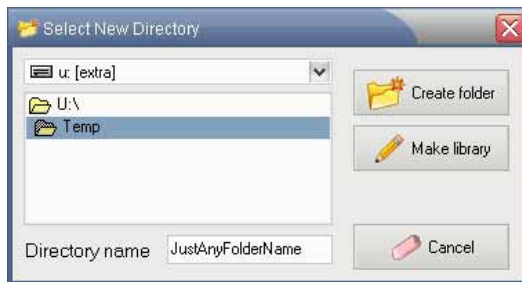 Select New Directory
u: [extra]
U:\
Temp
Create folder
Make library
Directory name
JustAnyFolderName
Cancel